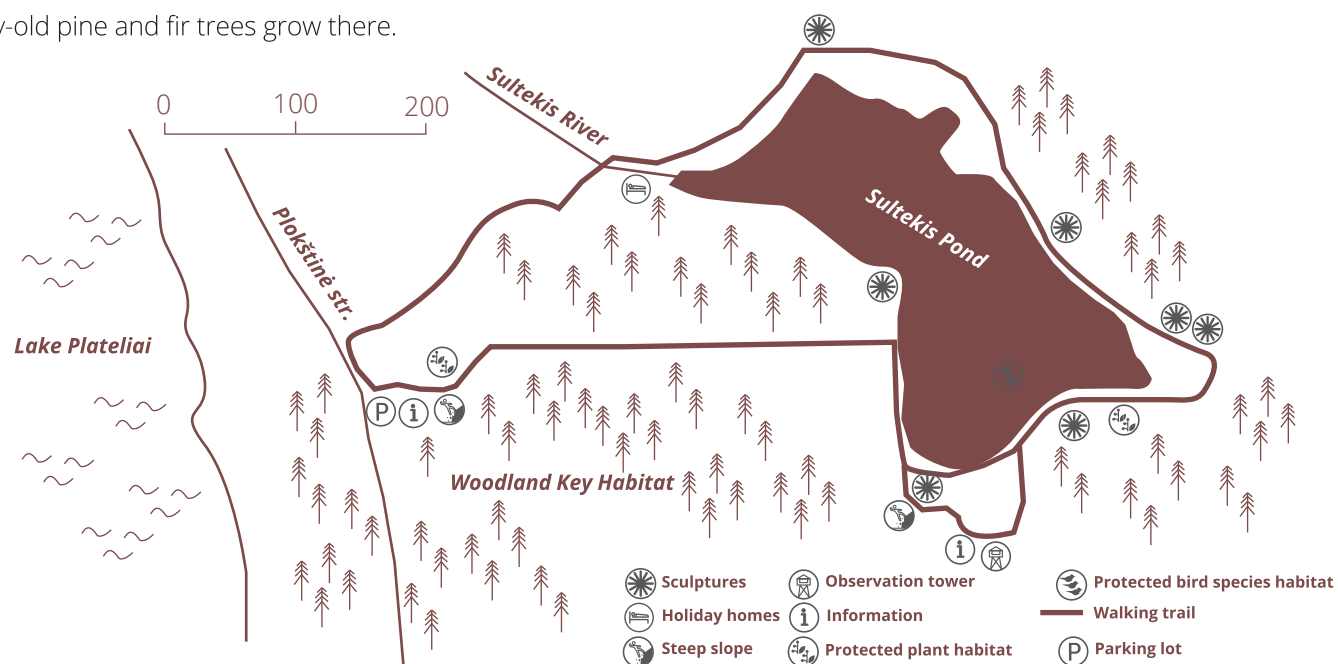 y-old pine and fir trees grow there.
0 100 200
Sultekis River
Plokštinė str.
Sultekis Pond
Lake Plateliai
P i
Woodland Key Habitat
i
Sculptures
Observation tower
Protected bird species habitat
Holiday homes
i Information
Walking trail
Steep slope
Protected plant habitat
P Parking lot